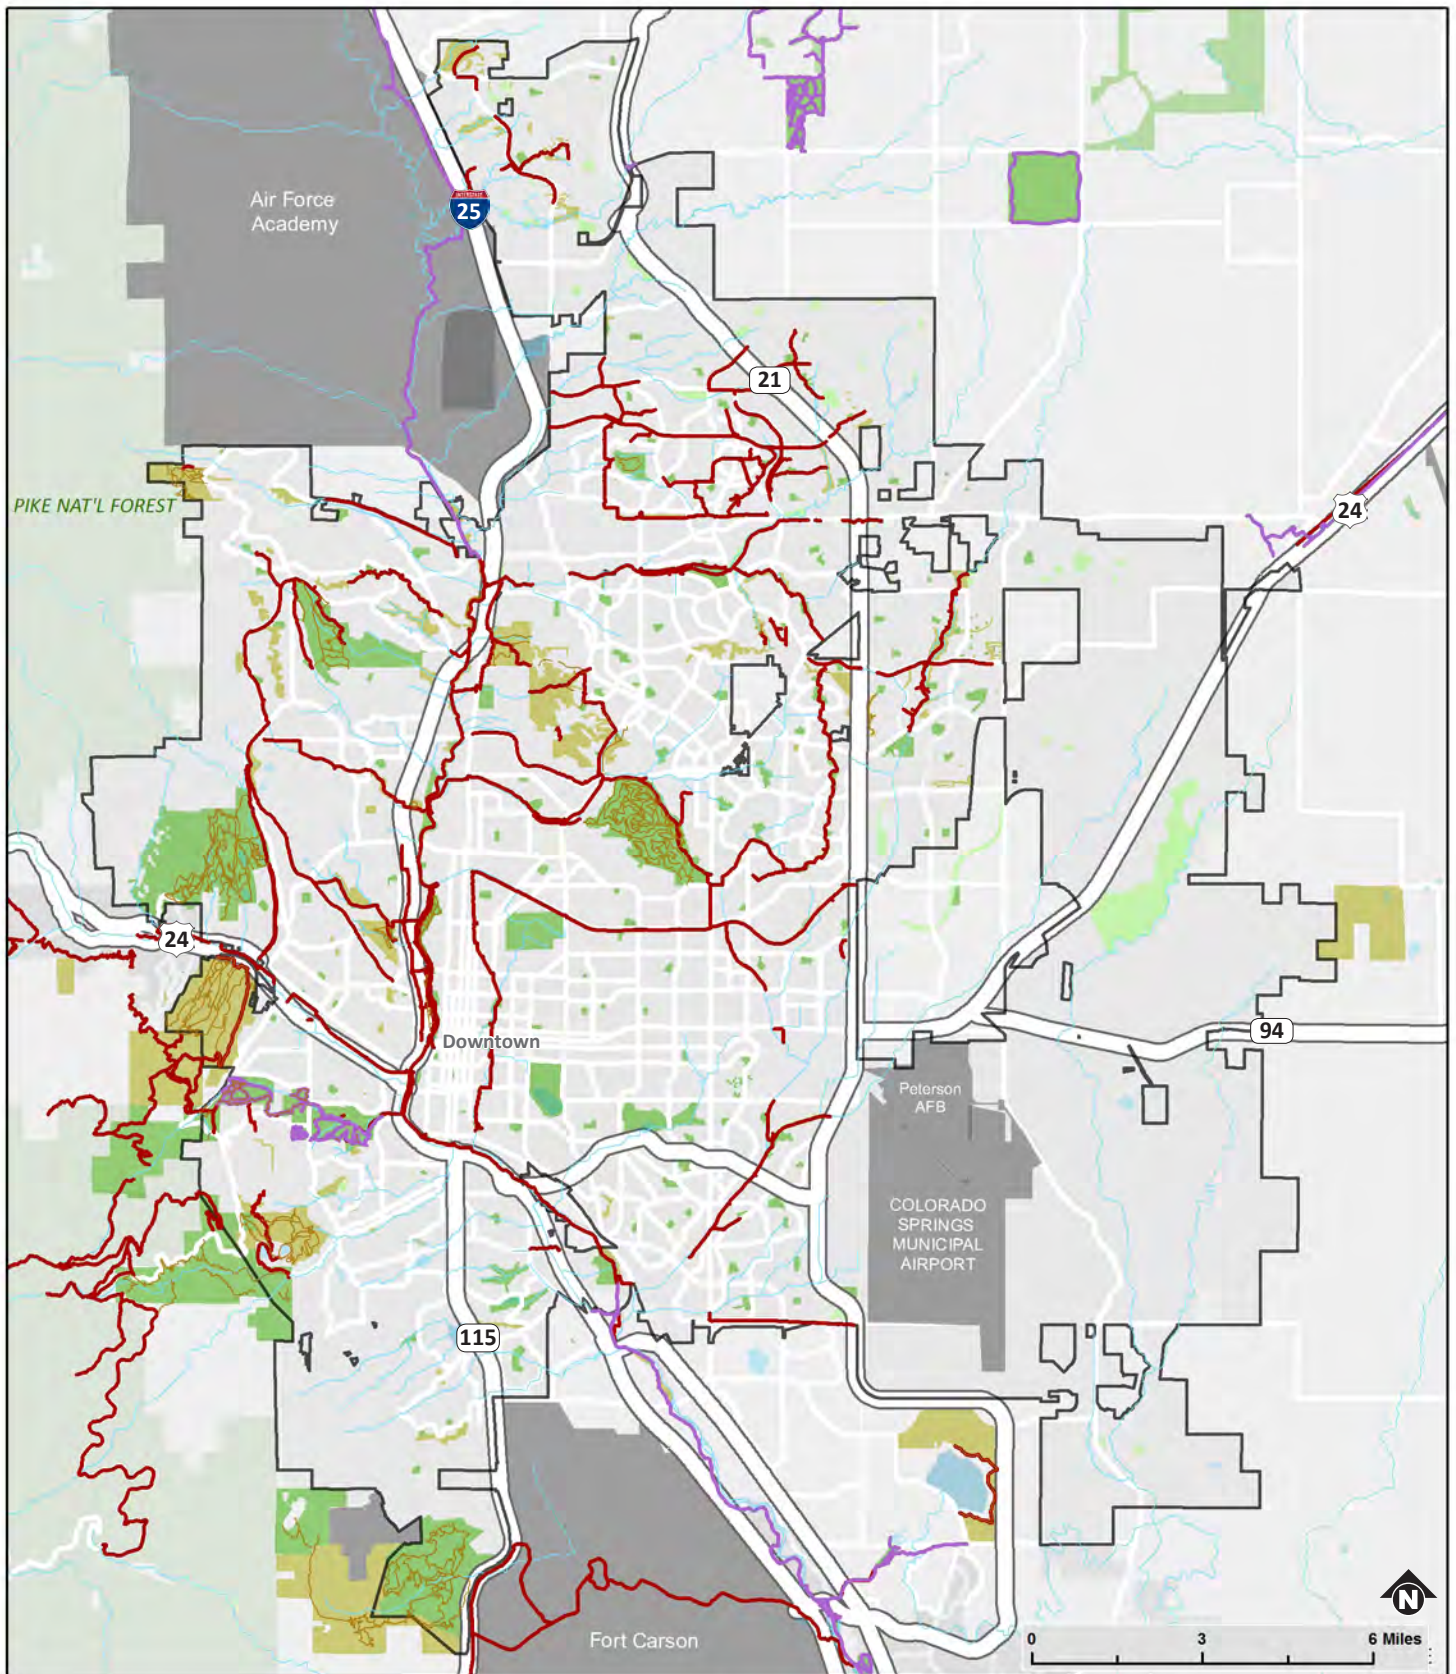 Air Force
Academy
INTERSTATE
25
21
PIKE NAT'L FOREST
24
24
94
Downtown
Peterson
AFB
COLORADO
SPRINGS
MUNICIPAL
AIRPORT
115
Fort Carson
N
0 3 6 Miles